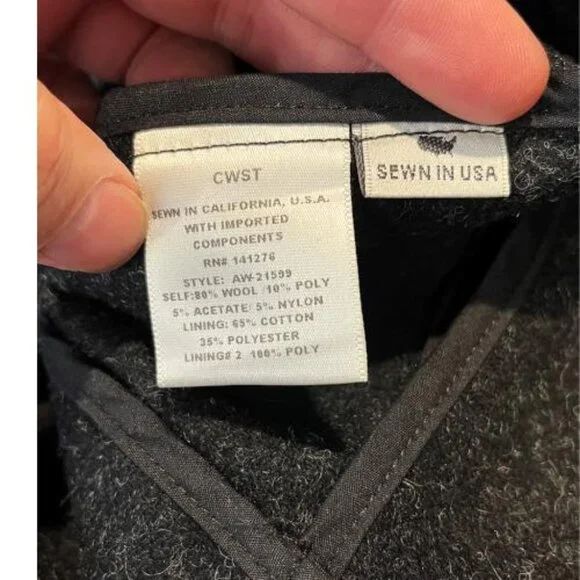 CWST
SEWN IN CALIFORNIA, U.S.A.
WITH IMPORTED
COMPONENTS
RN# 141276
STYLE: AW-21599
SELF:80% WOOL /10% POLY
5% ACETATE/ 5% NYLON
LINING: 65% COTTON
35% POLYESTER
LINING# 2 100% POLY
SEWN IN USA